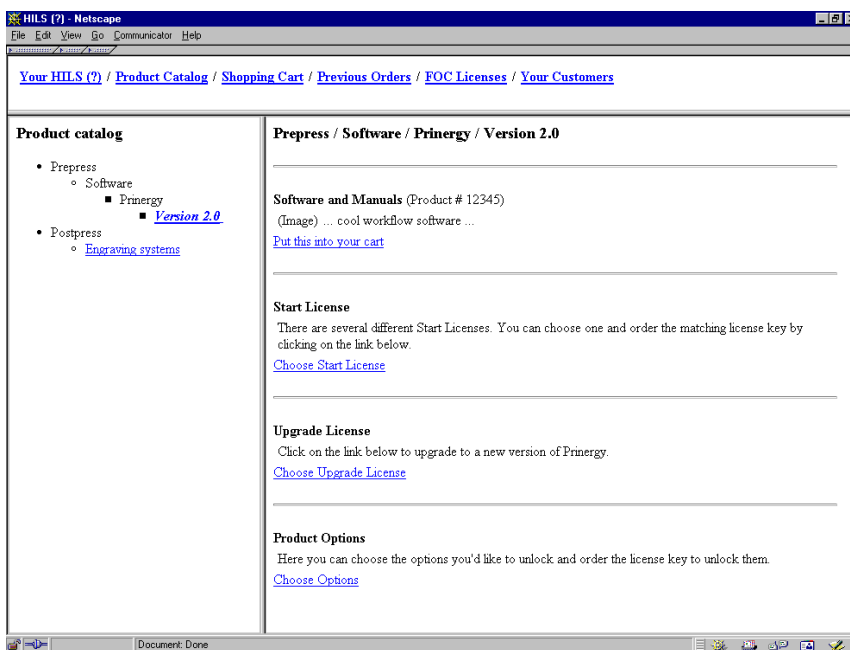 HILS (?) - Netscape
File Edit View Go Communicator Help
Your HILS (?) / Product Catalog / Shopping Cart / Previous Orders / FOC Licenses / Your Customers
Product catalog
Prepress
Software
Prinergy
Version 2.0
Postpress
Engraving systems
Prepress / Software / Prinergy / Version 2.0
Software and Manuals (Product # 12345)
(Image) ... cool workflow software ...
Put this into your cart
Start License
There are several different Start Licenses. You can choose one and order the matching license key by
clicking on the link below.
Choose Start License
Upgrade License
Click on the link below to upgrade to a new version of Prinergy.
Choose Upgrade License
Product Options
Here you can choose the options you'd like to unlock and order the license key to unlock them.
Choose Options
Document: Done